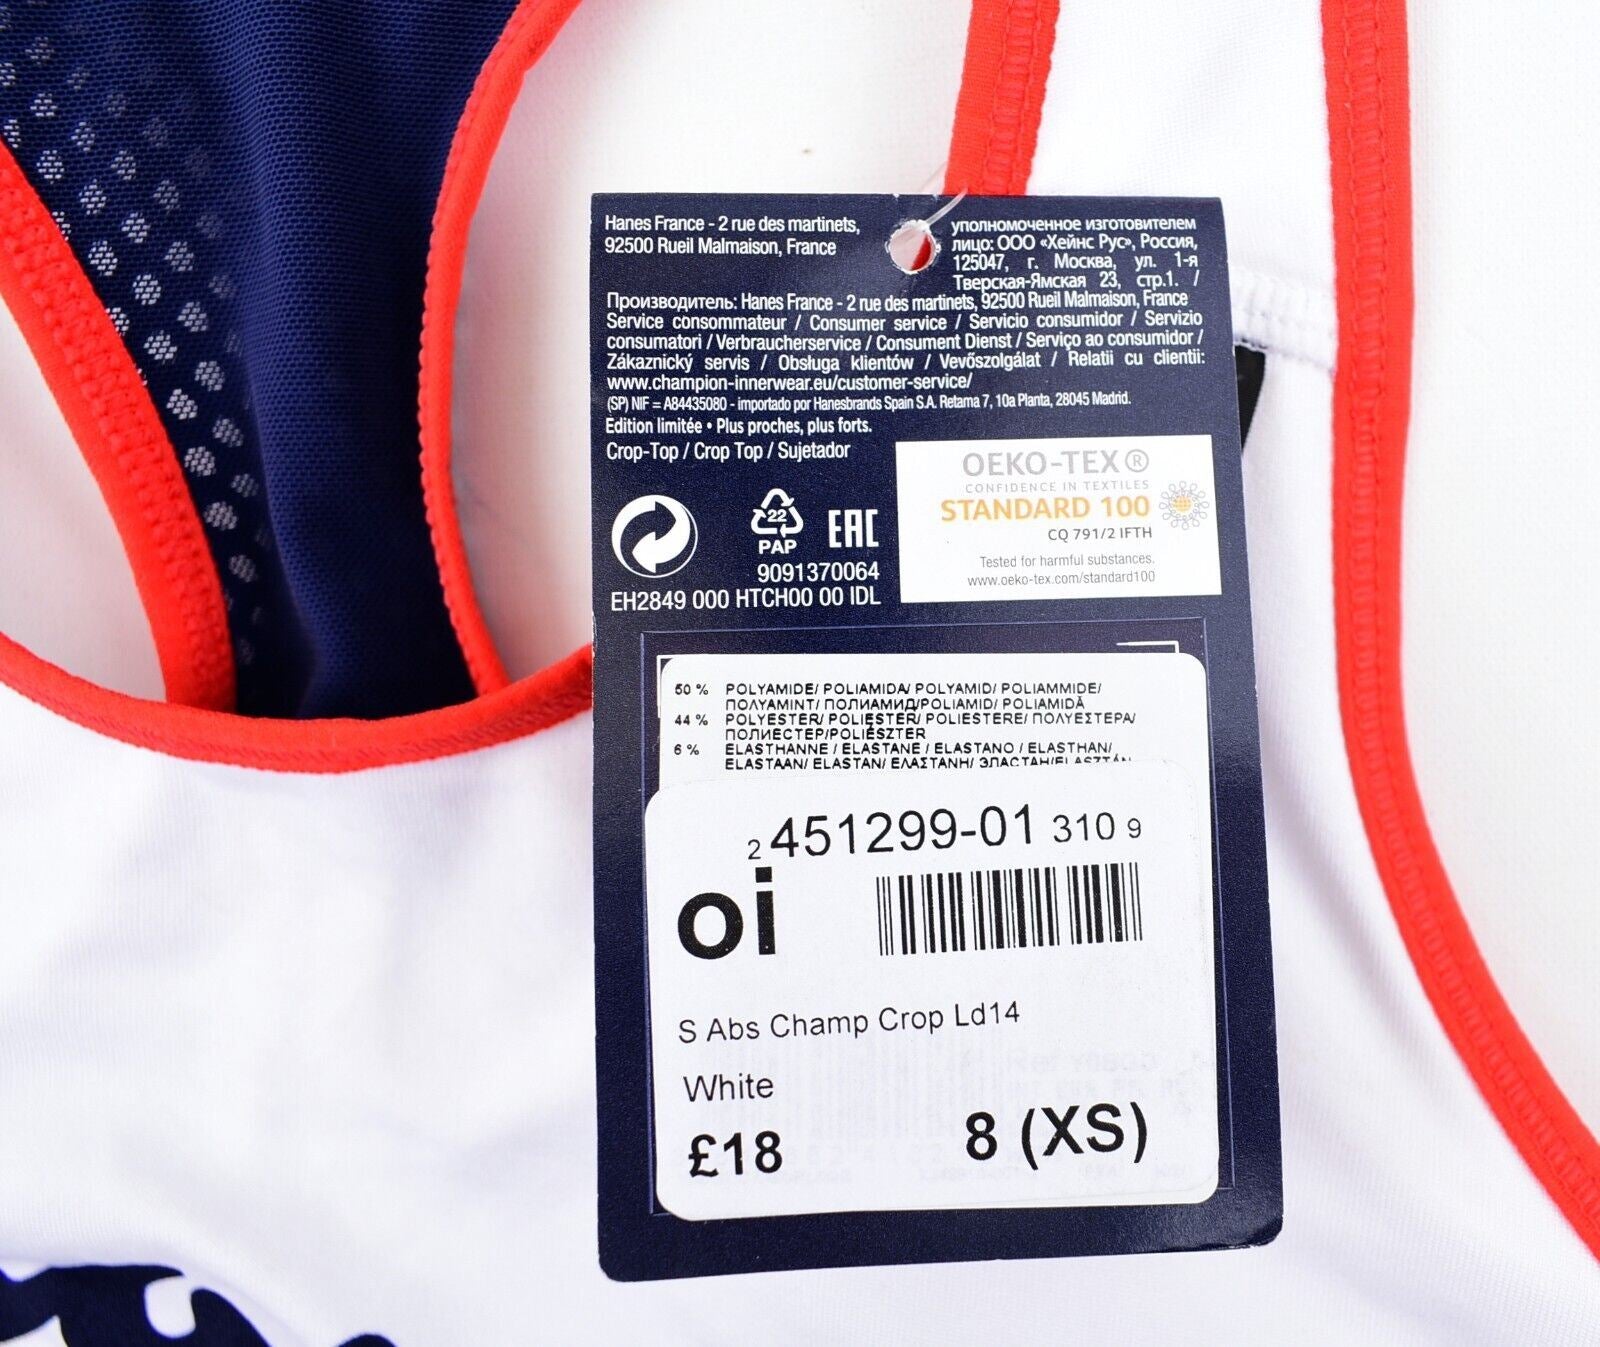 Hanes France - 2 rue des martinets,
92500 Rueil Malmaison, France
уполномоченное изготовителем
лицо: ООО «Хейнс Рус», Россия,
125047, г. Москва, ул. 1-я
Тверская-Ямская 23, стр.1. /
Производитель: Hanes France - 2 rue des martinets, 92500 Rueil Malmaison, France
Service consommateur / Consumer service / Servicio consumidor / Servizio
consumatori / Verbraucherservice / Consument Dienst / Serviço ao consumidor /
Zákaznický servis / Obsługa klientów / Vevőszolgálat / Relatii cu clientii:
www.champion-innerwear.eu/customer-service/
(SP) NIF = A84435080 - importado por Hanesbrands Spain S.A. Retama 7, 10a Planta, 28045 Madrid.
Edition limitée • Plus proches, plus forts.
Crop-Top / Crop Top / Sujetador
OEKO-TEX®
CONFIDENCE IN TEXTILES
STANDARD 100
CQ 791/2 IFTH
Tested for harmful substances.
www.oeko-tex.com/standard100
22
PAP
EAC
9091370064
EH2849 000 HTCH00 00 IDL
50 % POLYAMIDE/ POLIAMIDA/ POLYAMID/ POLIAMMIDE/
ΠΟΛΥΑΜΙΝΤ/ ПОЛИАМИД/POLIAMID/ POLIAMIDĂ
44 % POLYESTER/ POLIÉSTER/ POLIESTERE/ ΠΟΛΥΕΣΤΕΡΑ/
ПОЛИЕСТЕР/POLIÉSZTER
6 % ELASTHANNE / ELASTANE / ELASTANO / ELASTHAN/
ELASTAAN/ ELASTAN/ ΕΛΑΣΤΑΝΗ/ ЭЛАСТАН/ELASZTÁN
2 451299-01 310 9
oi
S Abs Champ Crop Ld14
White
£18 8 (XS)